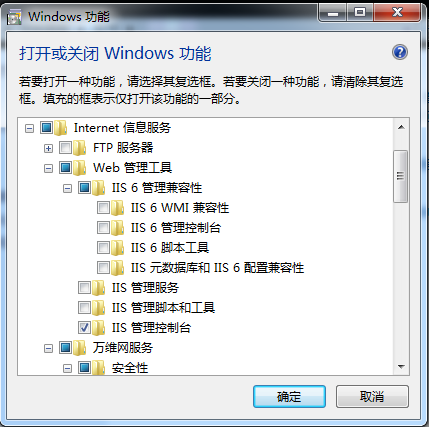 Windows 功能
打开或关闭 Windows 功能
若要打开一种功能，请选择其复选框。若要关闭一种功能，请清除其复选
框。填充的框表示仅打开该功能的一部分。
Internet 信息服务
FTP 服务器
Web 管理工具
IIS 6 管理兼容性
IIS 6 WMI 兼容性
IIS 6 管理控制台
IIS 6 脚本工具
IIS 元数据库和 IIS 6 配置兼容性
IIS 管理服务
IIS 管理脚本和工具
IIS 管理控制台
万维网服务
安全性
确定
取消